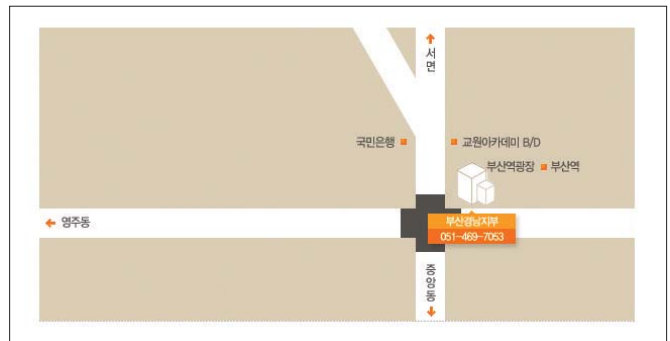 서면
국민은행
교원아카데미 B/D
부산역광장
부산역
영주동
부산경남지부
051-469-7053
중앙동